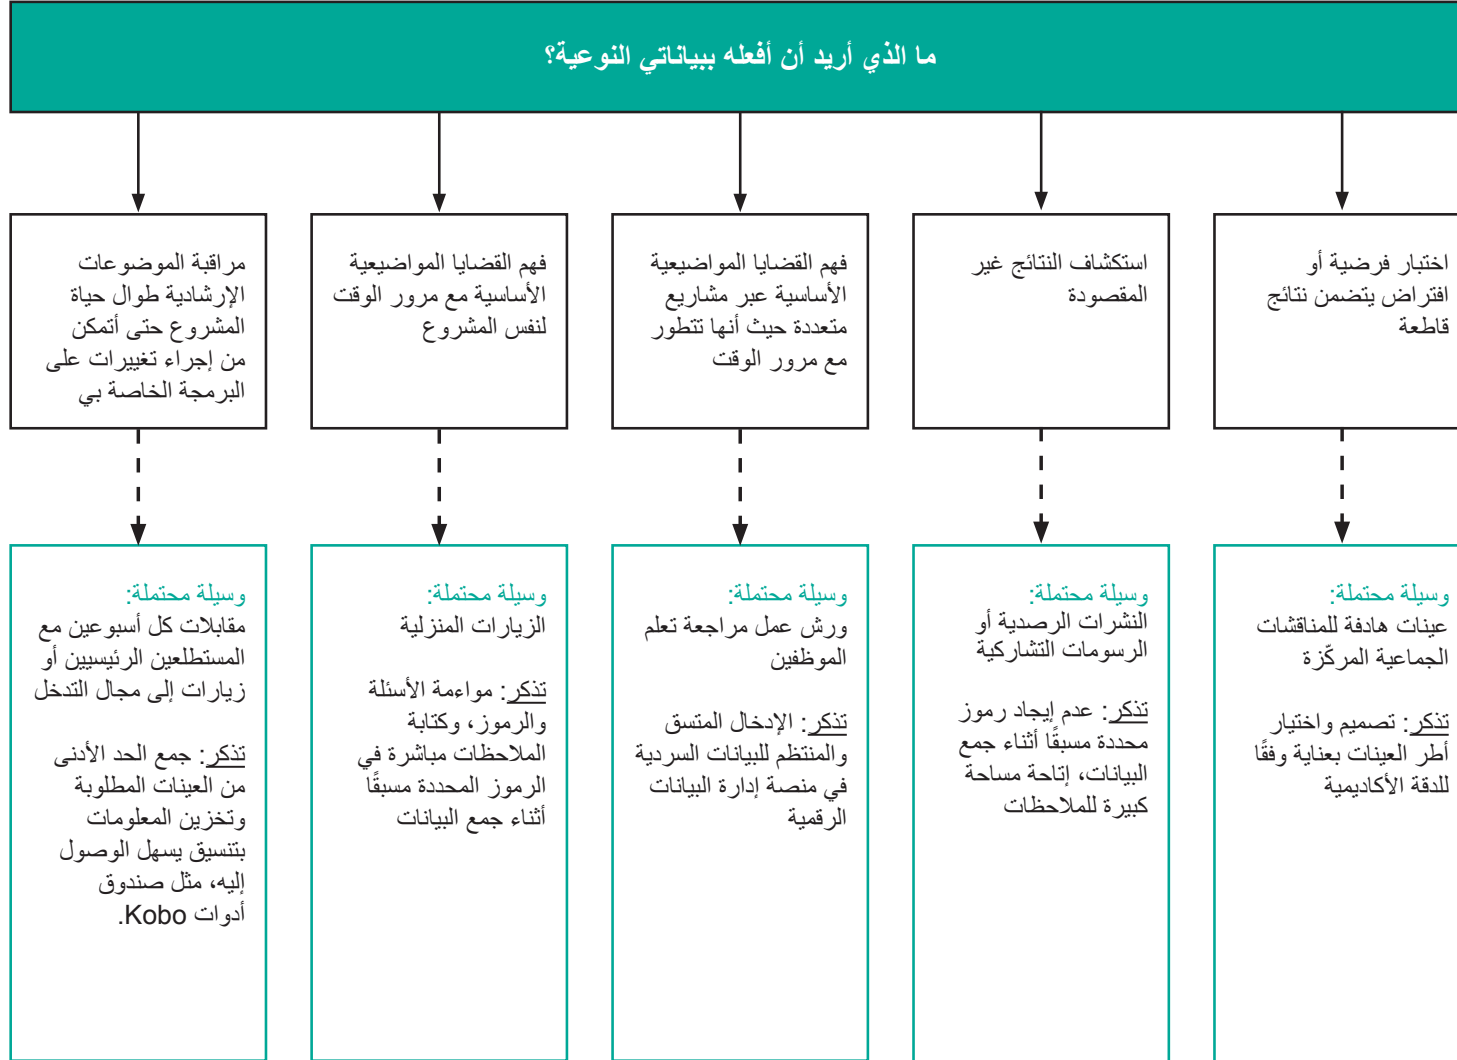 ما الذي أريد أن أفعله ببياناتي النوعية؟
اختبار فرضية أو
افتراض يتضمن نتائج
قاطعة
استكشاف النتائج غير
المقصودة
فهم القضايا المواضيعية
الأساسية عبر مشاريع
متعددة حيث أنها تتطور
مع مرور الوقت
فهم القضايا المواضيعية
الأساسية مع مرور الوقت
لنفس المشروع
مراقبة الموضوعات
الإرشادية طوال حياة
المشروع حتى أتمكن
من إجراء تغييرات على
البرمجة الخاصة بي
وسيلة محتملة:
عينات هادفة للمناقشات
الجماعية المركّزة
تذكر: تصميم واختيار
أطر العينات بعناية وفقًا
للدقة الأكاديمية
وسيلة محتملة:
النشرات الرصدية أو
الرسومات التشاركية
تذكر: عدم إيجاد رموز
محددة مسبقًا أثناء جمع
البيانات، إتاحة مساحة
كبيرة للملاحظات
وسيلة محتملة:
ورش عمل مراجعة تعلم
الموظفين
تذكر: الإدخال المتسق
والمنتظم للبيانات السردية
في منصة إدارة البيانات
الرقمية
وسيلة محتملة:
الزيارات المنزلية
تذكر: مواءمة الأسئلة
والرموز، وكتابة
الملاحظات مباشرة في
الرموز المحددة مسبقًا
أثناء جمع البيانات
وسيلة محتملة:
مقابلات كل أسبوعين مع
المستطلعين الرئيسيين أو
زيارات إلى مجال التدخل
تذكر: جمع الحد الأدنى
من العينات المطلوبة
وتخزين المعلومات
بتنسيق يسهل الوصول
إليه، مثل صندوق
أدوات Kobo.